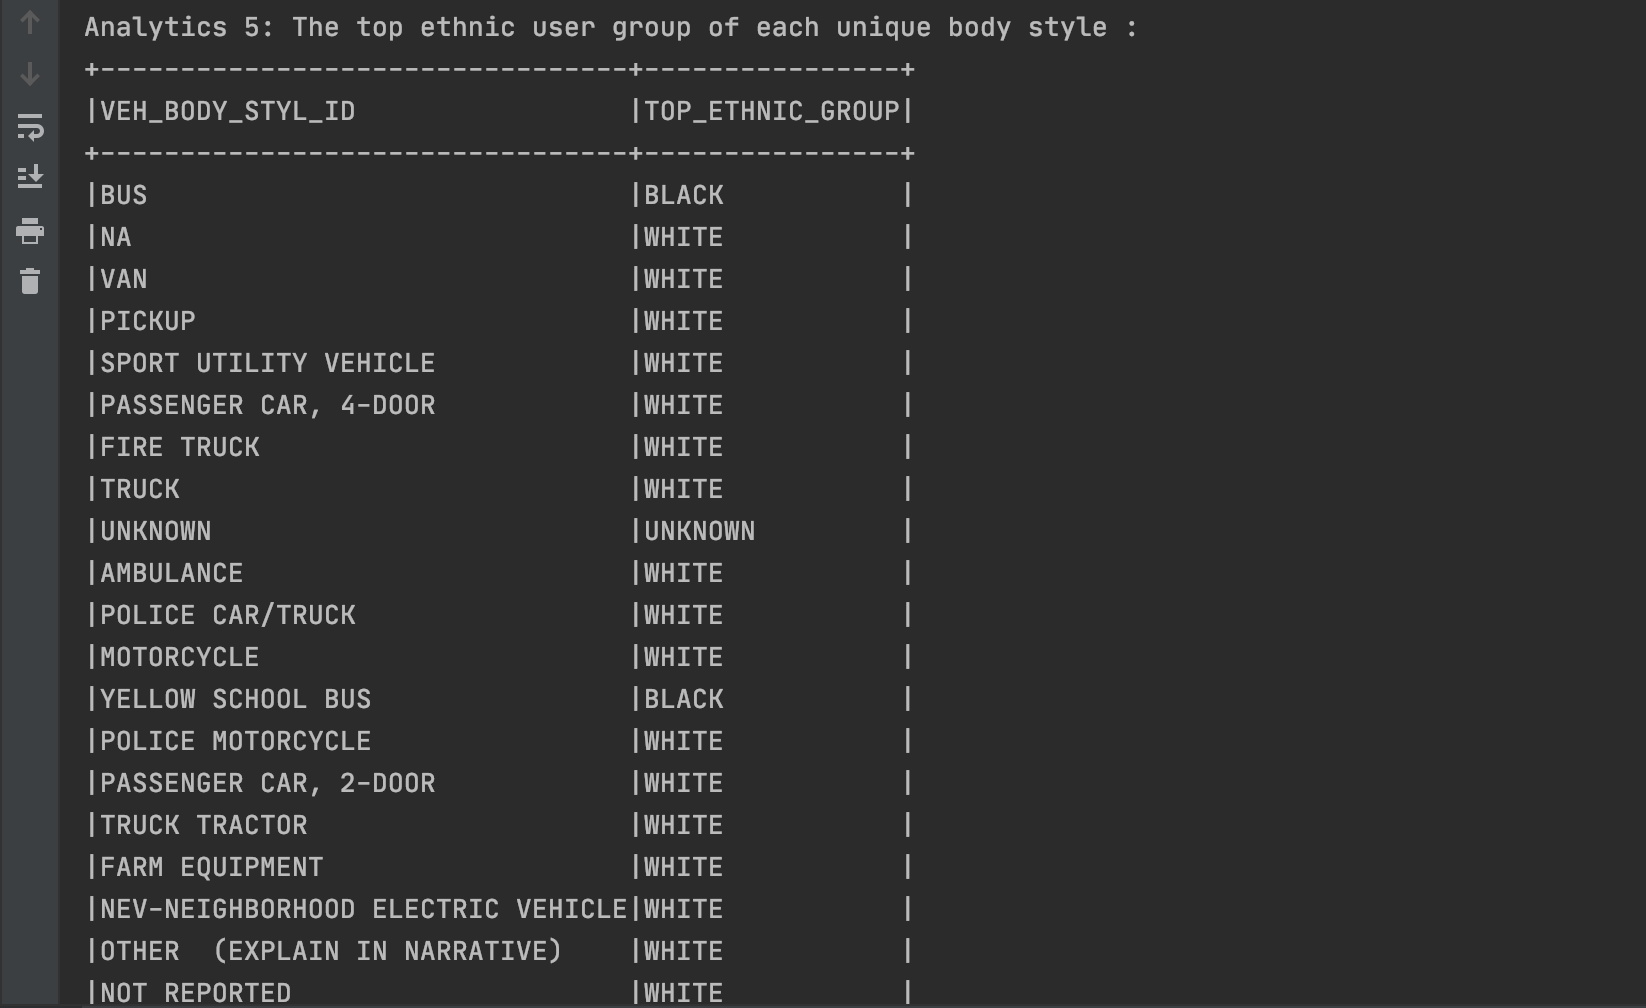 Analytics 5: The top ethnic user group of each unique body style :
+---------------------------------+----------------+
|VEH_BODY_STYL_ID                 |TOP_ETHNIC_GROUP|
+---------------------------------+----------------+
|BUS                              |BLACK           |
|NA                               |WHITE           |
|VAN                              |WHITE           |
|PICKUP                           |WHITE           |
|SPORT UTILITY VEHICLE            |WHITE           |
|PASSENGER CAR, 4-DOOR            |WHITE           |
|FIRE TRUCK                       |WHITE           |
|TRUCK                            |WHITE           |
|UNKNOWN                          |UNKNOWN         |
|AMBULANCE                        |WHITE           |
|POLICE CAR/TRUCK                 |WHITE           |
|MOTORCYCLE                       |WHITE           |
|YELLOW SCHOOL BUS                |BLACK           |
|POLICE MOTORCYCLE                |WHITE           |
|PASSENGER CAR, 2-DOOR            |WHITE           |
|TRUCK TRACTOR                    |WHITE           |
|FARM EQUIPMENT                   |WHITE           |
|NEV-NEIGHBORHOOD ELECTRIC VEHICLE|WHITE           |
|OTHER  (EXPLAIN IN NARRATIVE)    |WHITE           |
|NOT REPORTED                     |WHITE           |